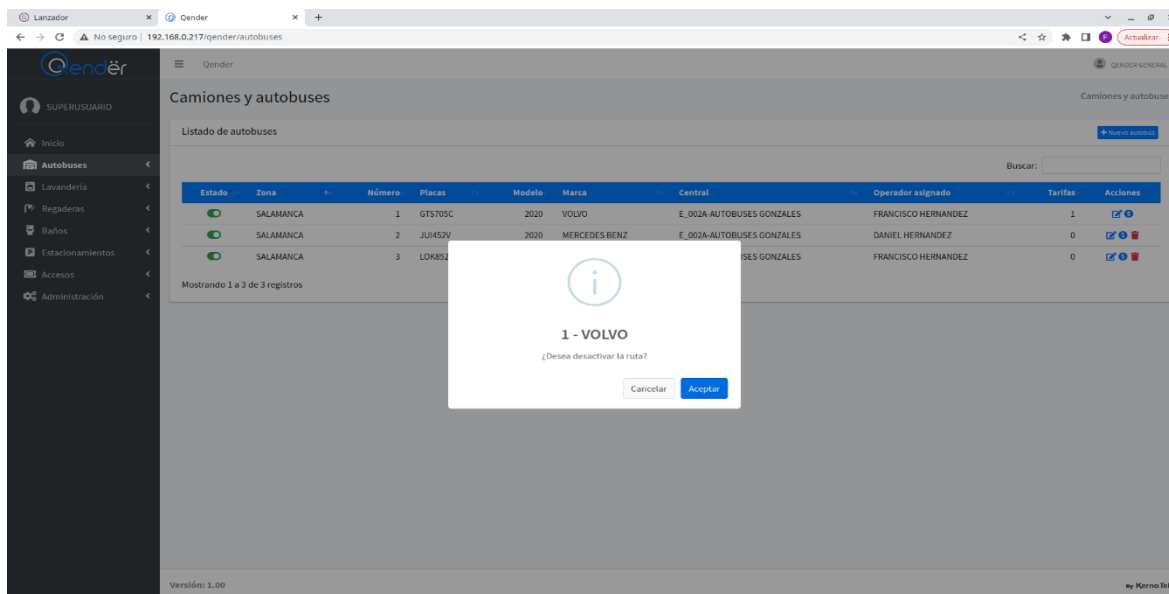 Lanzador
Qender
No seguro | 192.168.0.217/qender/autobuses
Actualizar
Qendër
Qender
QENDER GENERAL
SUPERUSUARIO
Camiones y autobuses
Camiones y autobuse
Inicio
Autobuses
Lavandería
Regaderas
Baños
Estacionamientos
Accesos
Administración
Listado de autobuses
+ Nuevo autobús
Buscar:
Estado Zona Número Placas Modelo Marca Central Operador asignado Tarifas Acciones
SALAMANCA 1 GTS705C 2020 VOLVO E_002A-AUTOBUSES GONZALES FRANCISCO HERNANDEZ 1
SALAMANCA 2 JUI452V 2020 MERCEDES BENZ E_002A-AUTOBUSES GONZALES DANIEL HERNANDEZ 0
SALAMANCA 3 LOK852 SES GONZALES FRANCISCO HERNANDEZ 0
Mostrando 1 a 3 de 3 registros
1 - VOLVO
¿Desea desactivar la ruta?
Cancelar Aceptar
Versión: 1.00
By Kerno.Tel